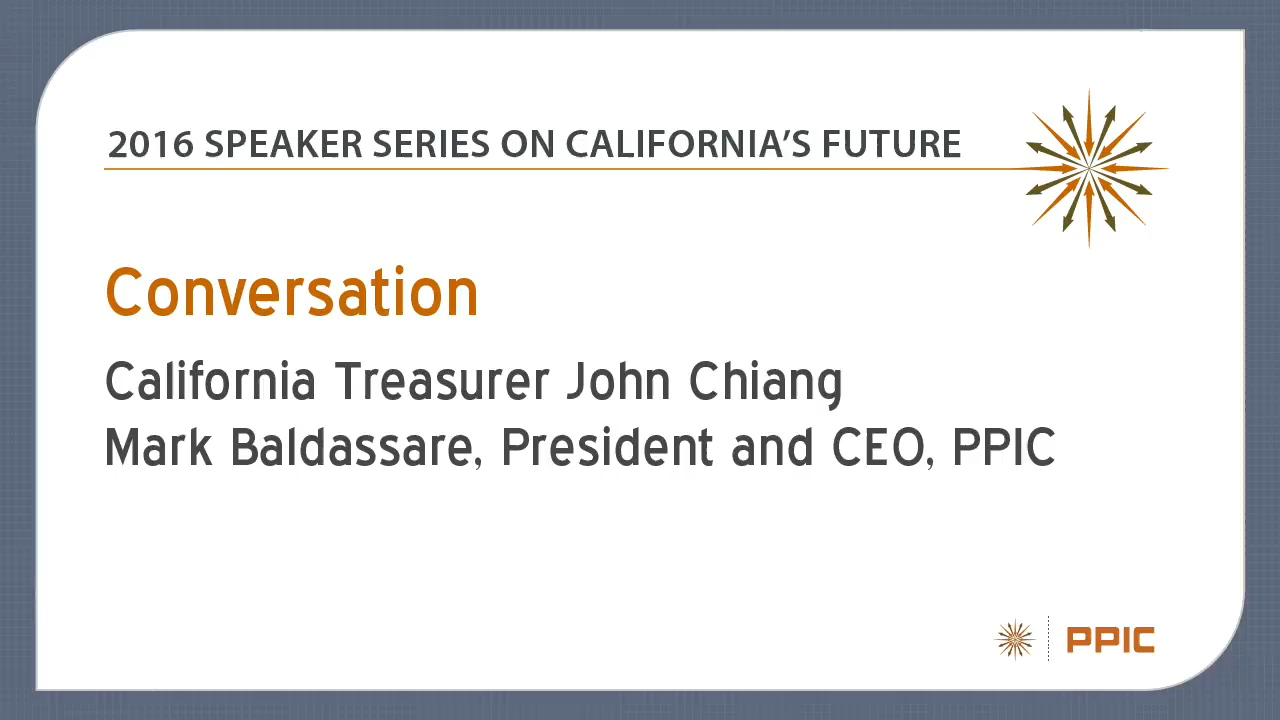 2016 SPEAKER SERIES ON CALIFORNIA’S FUTURE
Conversation
California Treasurer John Chiang
Mark Baldassare, President and CEO, PPIC
PPIC